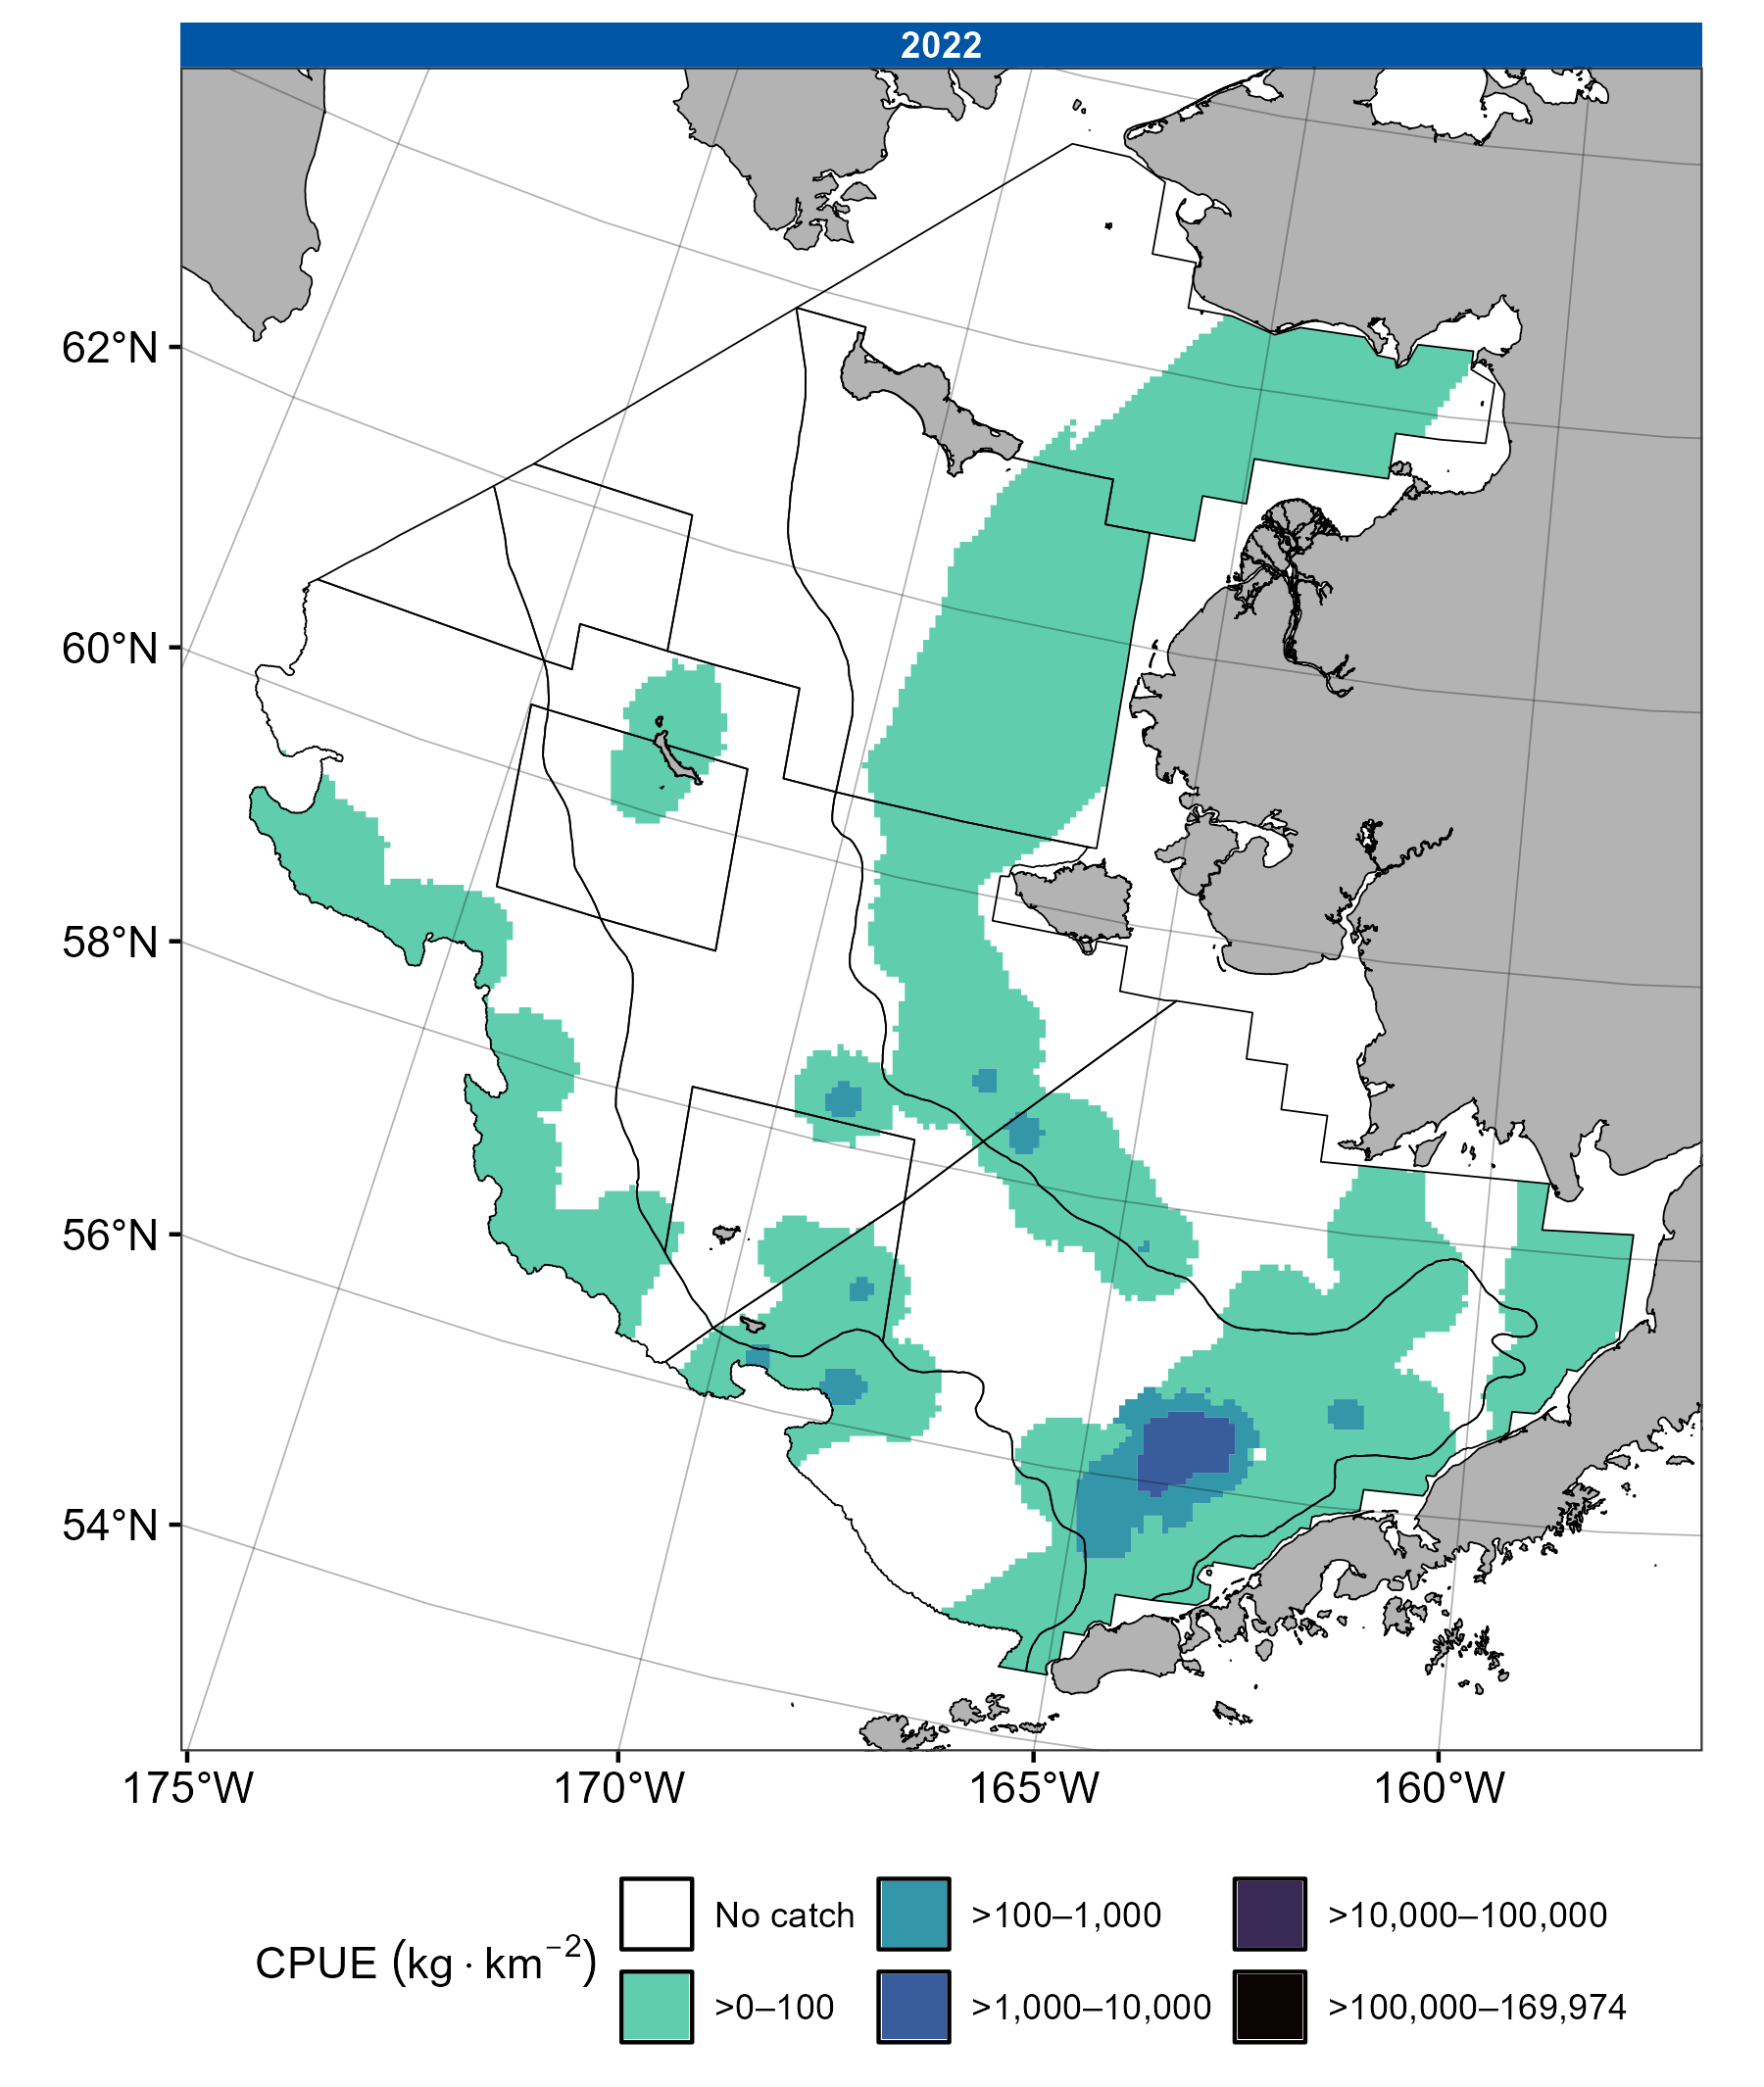 2022
62°N
60°N
58°N
56°N
54°N
175°W 170°W 165°W 160°W
CPUE (kg · km⁻²)
No catch >100–1,000 >10,000–100,000
>0–100 >1,000–10,000 >100,000–169,974